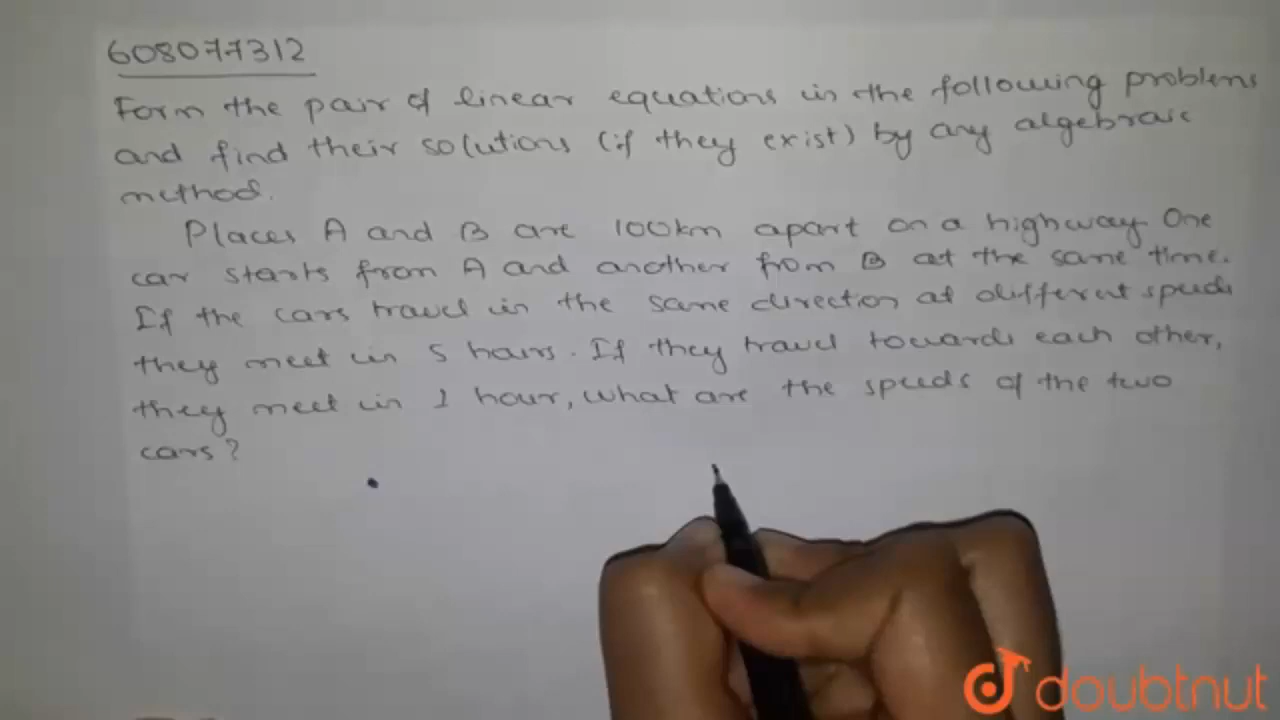 608077312
Form the pair of linear equations in the following problems
and find their solutions (if they exist) by any algebraic
method.
Places A and B are 100km apart on a highway. One
car starts from A and another from B at the same time.
If the cars travel in the same direction at different speeds
they meet in 5 hours. If they travel towards each other,
they meet in 1 hour, what are the speeds of the two
cars?
doubtnut